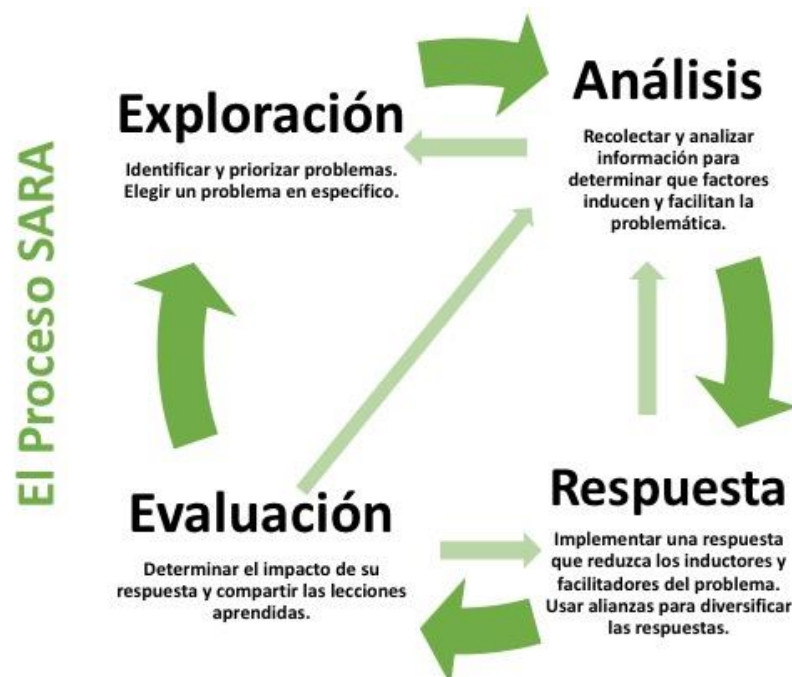 El Proceso SARA
Exploración
Identificar y priorizar problemas.
Elegir un problema en específico.
Análisis
Recolectar y analizar
información para
determinar que factores
inducen y facilitan la
problemática.
Evaluación
Determinar el impacto de su
respuesta y compartir las lecciones
aprendidas.
Respuesta
Implementar una respuesta
que reduzca los inductores y
facilitadores del problema.
Usar alianzas para diversificar
las respuestas.